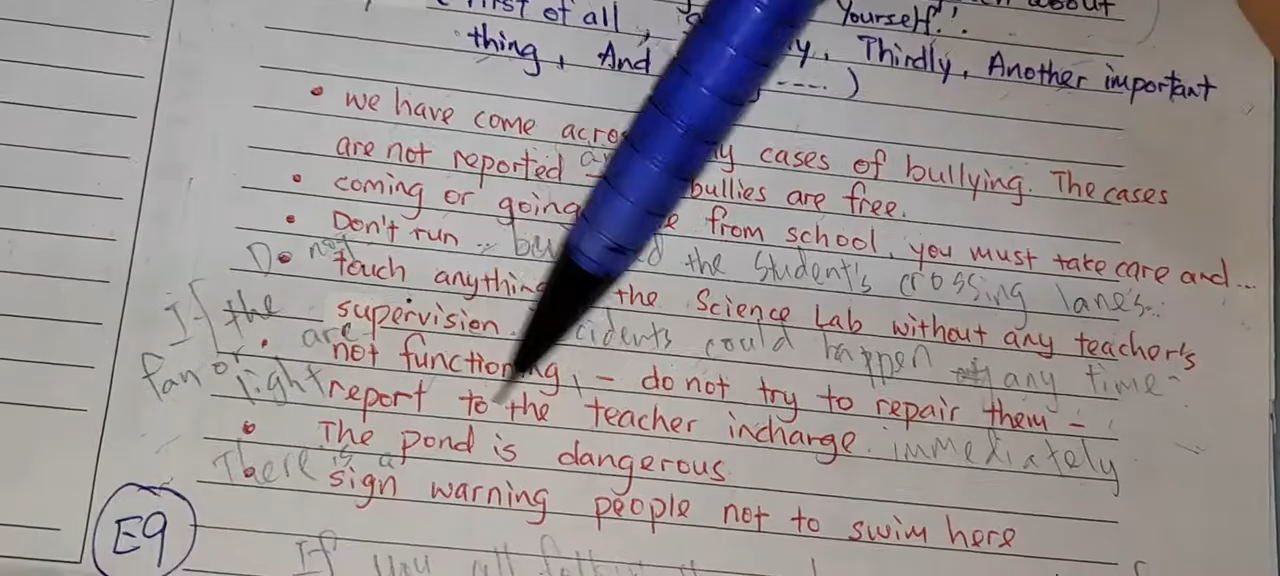 about
First of all, Yourself!!
thing, And Thirdly, Another important
.... )
• we have come cases of bullying. The cases
are not reported bullies are free.
• coming or going from school, you must take care and...
• Don't run the student's crossing lanes..
Do not touch anything the Science Lab without any teacher's
supervision. could happen any time-
If the fan or light are not functioning, - do not try to repair them -
report to the teacher incharge. immediately
• The pond is dangerous
There is a sign warning people not to swim here
E9
If you all